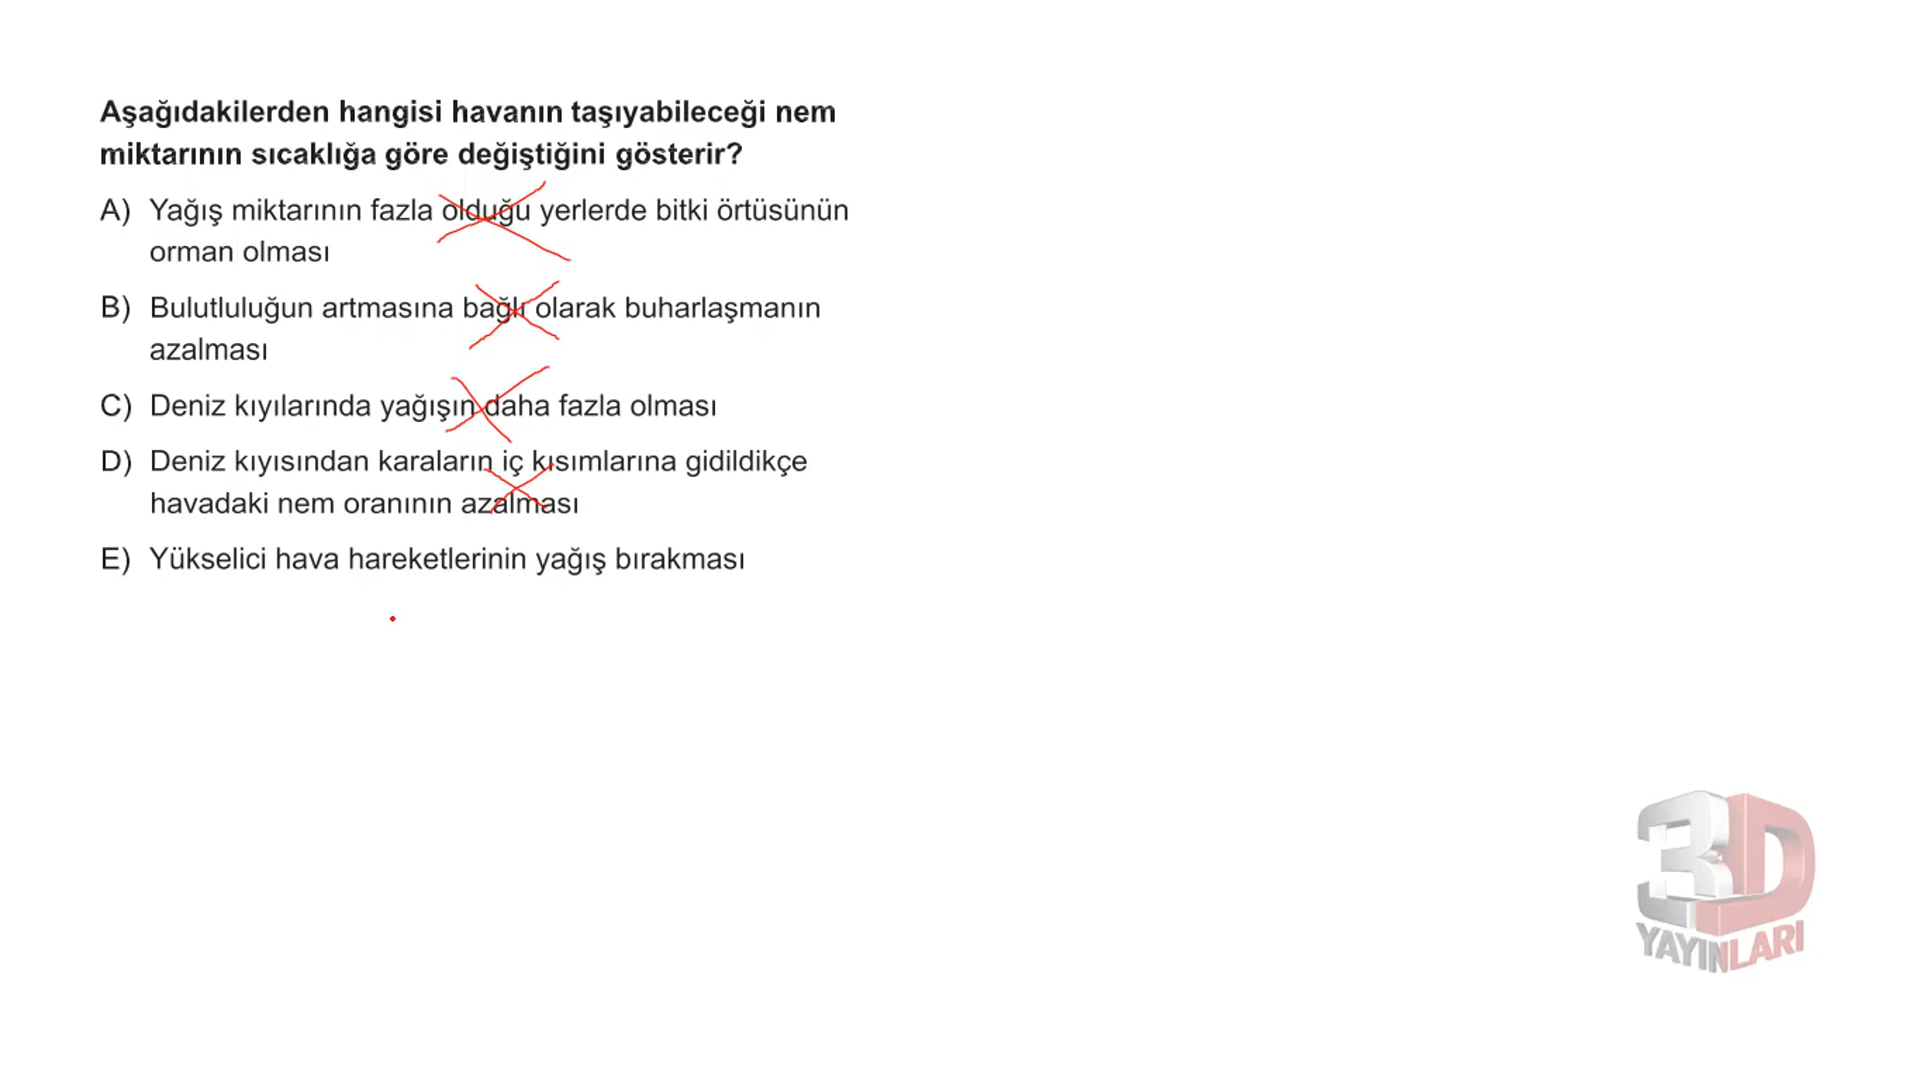 Aşağıdakilerden hangisi havanın taşıyabileceği nem
miktarının sıcaklığa göre değiştiğini gösterir?
A) Yağış miktarının fazla olduğu yerlerde bitki örtüsünün
orman olması
B) Bulutluluğun artmasına bağlı olarak buharlaşmanın
azalması
C) Deniz kıyılarında yağışın daha fazla olması
D) Deniz kıyısından karaların iç kısımlarına gidildikçe
havadaki nem oranının azalması
E) Yükselici hava hareketlerinin yağış bırakması
3D
YAYINLARI